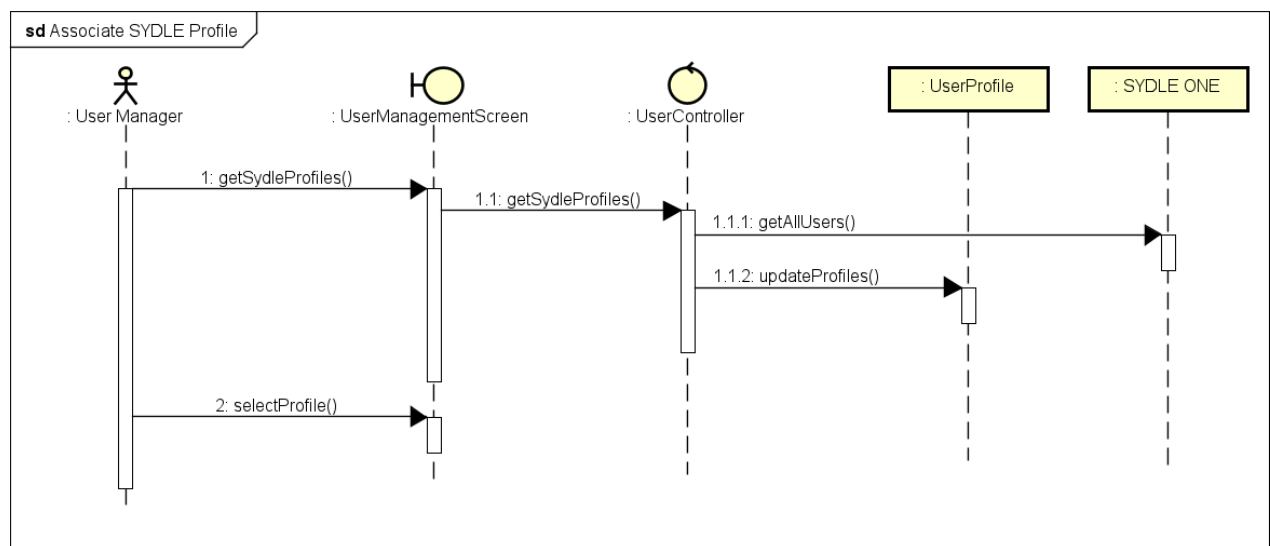 sd Associate SYDLE Profile
: User Manager
: UserManagementScreen
: UserController
: UserProfile
: SYDLE ONE
1: getSydleProfiles()
1.1: getSydleProfiles()
1.1.1: getAllUsers()
1.1.2: updateProfiles()
2: selectProfile()